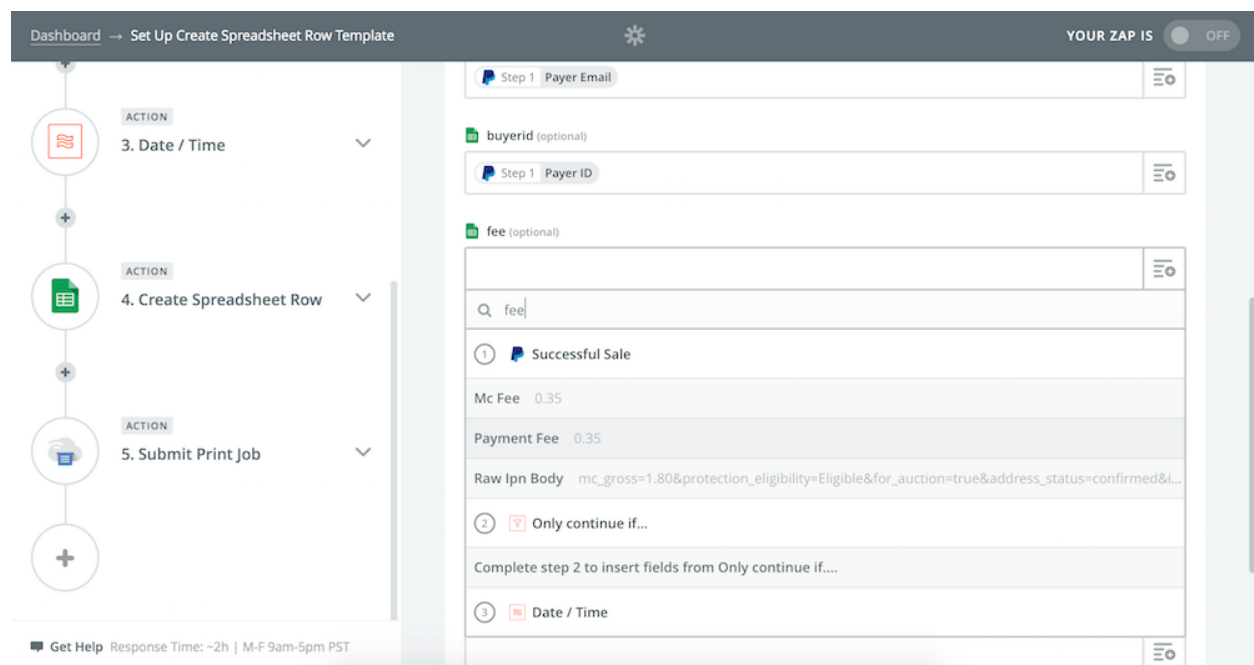 Dashboard → Set Up Create Spreadsheet Row Template
YOUR ZAP IS OFF
ACTION
3. Date / Time
ACTION
4. Create Spreadsheet Row
ACTION
5. Submit Print Job
Get Help Response Time: ~2h | M-F 9am-5pm PST
Step 1 Payer Email
buyerid (optional)
Step 1 Payer ID
fee (optional)
fee
1 Successful Sale
Mc Fee 0.35
Payment Fee 0.35
Raw Ipn Body mc_gross=1.80&protection_eligibility=Eligible&for_auction=true&address_status=confirmed&i...
2 Only continue if...
Complete step 2 to insert fields from Only continue if....
3 Date / Time